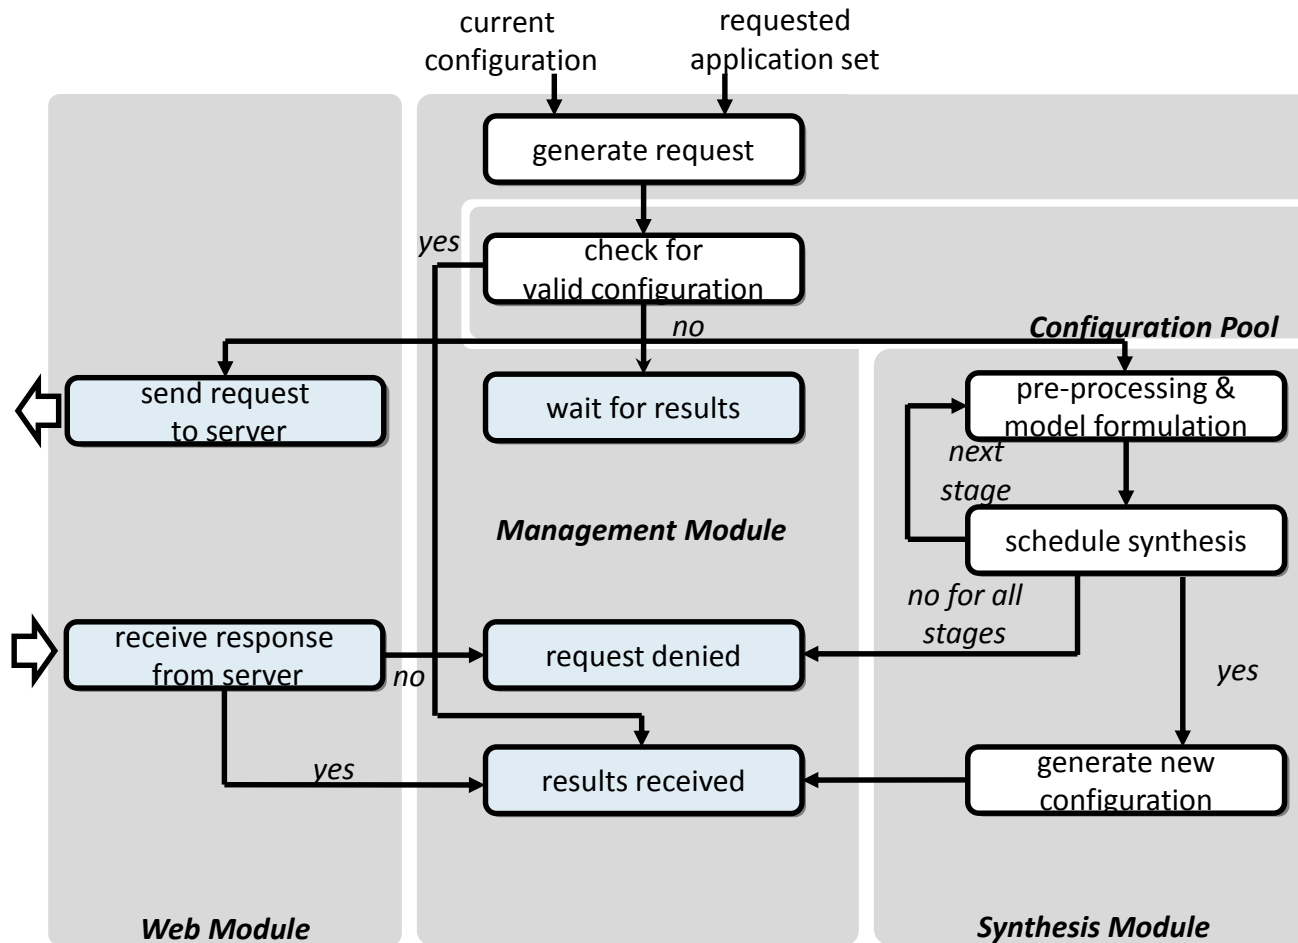 current
configuration
requested
application set
generate request
yes
check for
valid configuration
no
Configuration Pool
send request
to server
wait for results
pre-processing &
model formulation
next
stage
Management Module
schedule synthesis
no for all
stages
receive response
from server
no
request denied
yes
yes
results received
generate new
configuration
Web Module
Synthesis Module